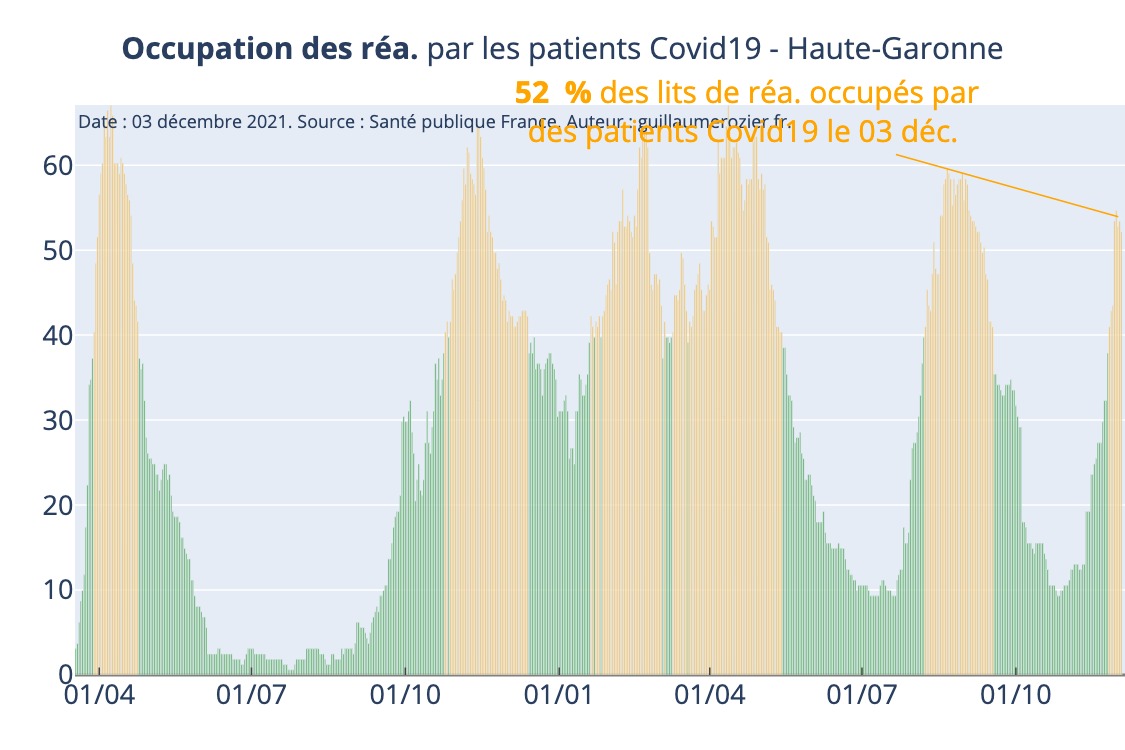 Occupation des réa. par les patients Covid19 - Haute-Garonne
52 % des lits de réa. occupés par
des patients Covid19 le 03 déc.
Date : 03 décembre 2021. Source : Santé publique France. Auteur : guillaumerozier.fr.
60
50
40
30
20
10
0
01/04 01/07 01/10 01/01 01/04 01/07 01/10